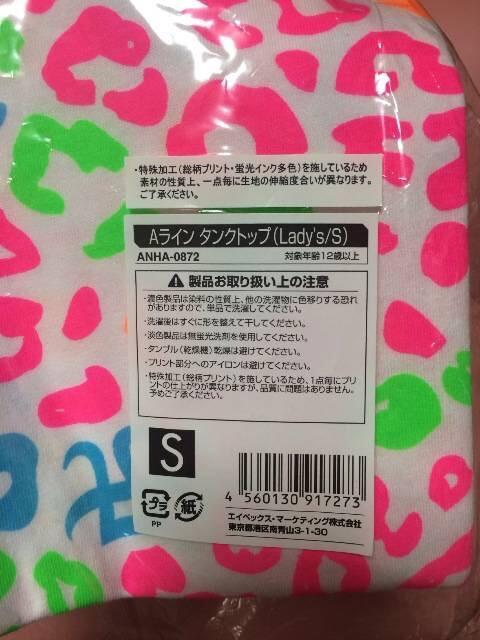 ・特殊加工(総柄プリント・蛍光インク多色)を施しているため
素材の性質上、一点毎に生地の伸縮度合いが異なります。
ご了承ください。
Aライン タンクトップ(Lady's/S)
ANHA-0872 対象年齢12歳以上
製品お取り扱い上の注意
・濃色製品は染料の性質上、他の洗濯物に色移りする恐れ
がありますので、単品で洗濯してください。
・洗濯後はすぐに形を整えて干してください。
・淡色製品は無蛍光洗剤を使用してください。
・タンブル(乾燥機)乾燥は避けてください。
・プリント部分へのアイロンは避けてください。
・特殊加工(総柄プリント)を施しているため、1点毎にプリ
ントの仕上がりが異なりますが、品質に問題はありません。
予めご了承ください。
S
プラ
PP
紙
4 560130 917273
エイベックス・マーケティング株式会社
東京都港区南青山3-1-30